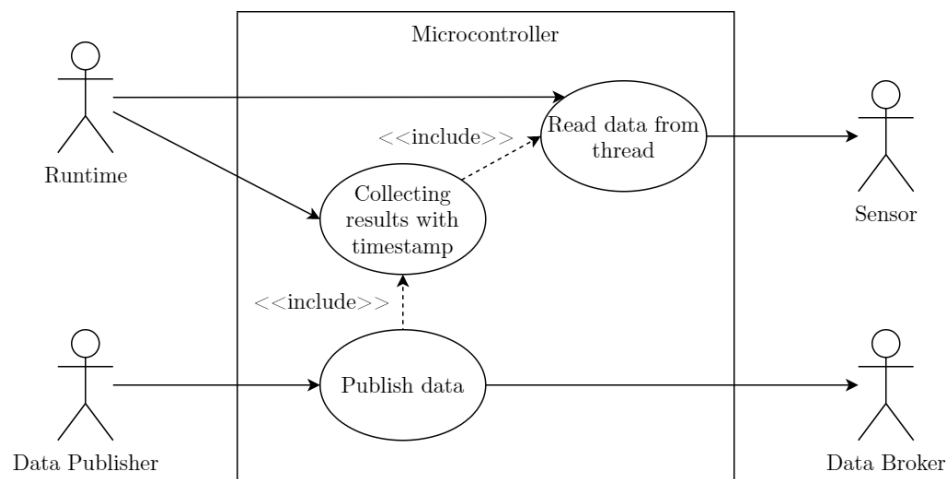 Microcontroller
Read data from
thread
<<include>>
Runtime
Collecting
results with
timestamp
Sensor
<<include>>
Publish data
Data Publisher
Data Broker